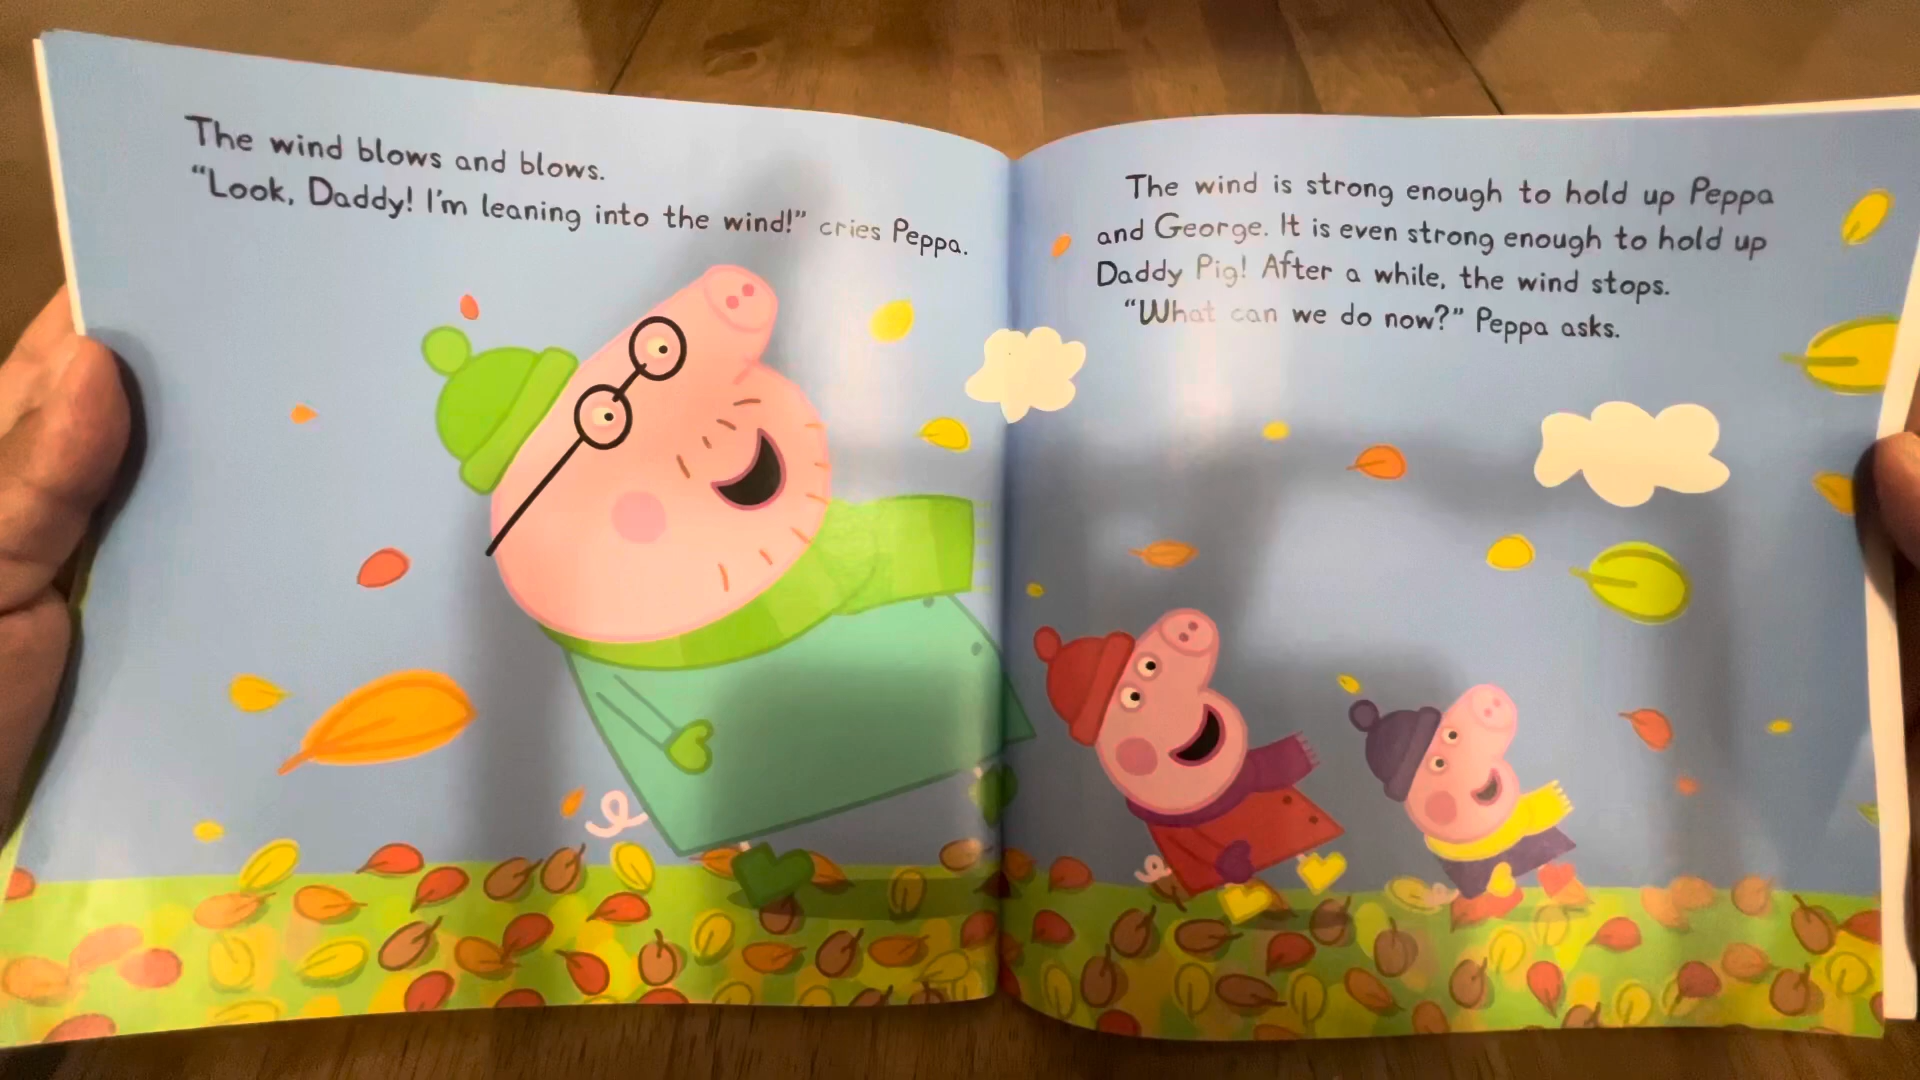 The wind blows and blows.
“Look, Daddy! I’m leaning into the wind!” cries Peppa.
The wind is strong enough to hold up Peppa
and George. It is even strong enough to hold up
Daddy Pig! After a while, the wind stops.
“What can we do now?” Peppa asks.